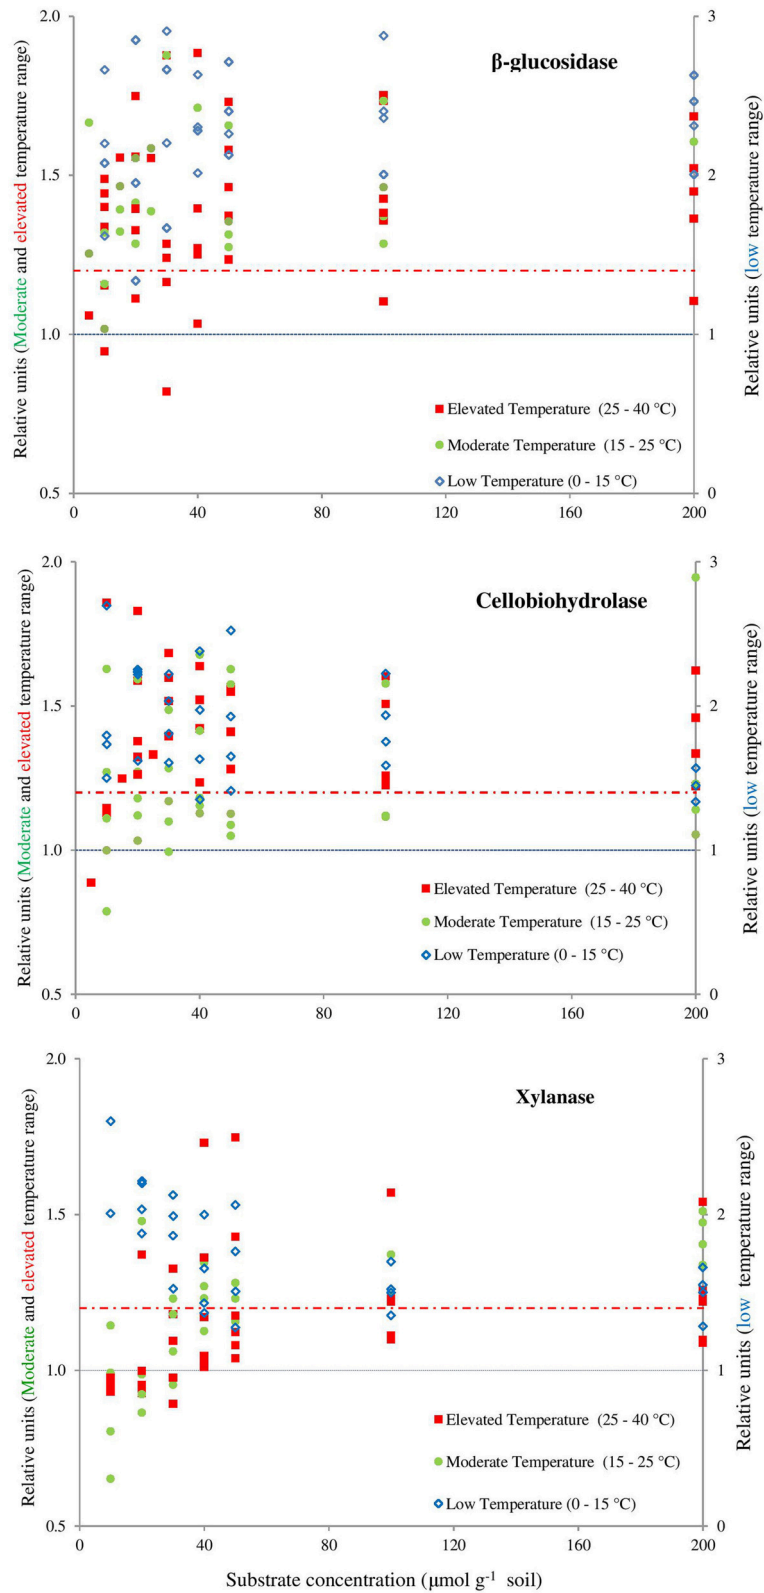 β-glucosidase
Relative units (Moderate and elevated temperature range)
2.0
1.5
1.0
0.5
3
2
1
0
Relative units (low temperature range)
Elevated Temperature (25 - 40 °C)
Moderate Temperature (15 - 25 °C)
Low Temperature (0 - 15 °C)
0 40 80 120 160 200
Cellobiohydrolase
Relative units (Moderate and elevated temperature range)
2.0
1.5
1.0
0.5
3
2
1
0
Relative units (low temperature range)
Elevated Temperature (25 - 40 °C)
Moderate Temperature (15 - 25 °C)
Low Temperature (0 - 15 °C)
0 40 80 120 160 200
Xylanase
Relative units (Moderate and elevated temperature range)
2.0
1.5
1.0
0.5
3
2
1
0
Relative units (low temperature range)
Elevated Temperature (25 - 40 °C)
Moderate Temperature (15 - 25 °C)
Low Temperature (0 - 15 °C)
0 40 80 120 160 200
Substrate concentration (μmol g⁻¹ soil)